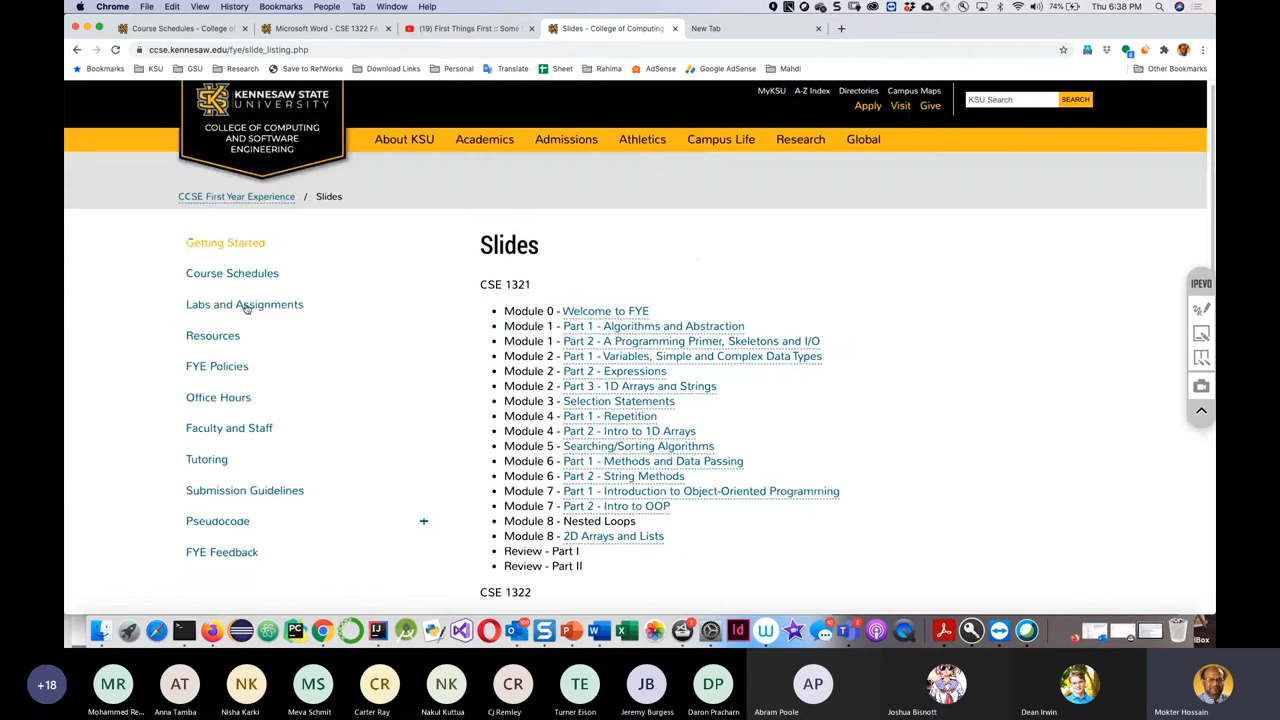 Chrome File Edit View History Bookmarks People Tab Window Help
74% Thu 6:38 PM
Course Schedules - College of
Microsoft Word - CSE 1322 FA
(19) First Things First :: Some
Slides - College of Computing
New Tab
ccse.kennesaw.edu/fye/slide_listing.php
Bookmarks KSU GSU Research Save to RefWorks Download Links Personal Translate Sheet Rahima AdSense Google AdSense Mahdi Other Bookmarks
KENNESAW STATE
UNIVERSITY
COLLEGE OF COMPUTING
AND SOFTWARE
ENGINEERING
MyKSU A-Z Index Directories Campus Maps
Apply Visit Give
KSU Search SEARCH
About KSU Academics Admissions Athletics Campus Life Research Global
CCSE First Year Experience / Slides
Getting Started
Course Schedules
Labs and Assignments
Resources
FYE Policies
Office Hours
Faculty and Staff
Tutoring
Submission Guidelines
Pseudocode +
FYE Feedback
Slides
CSE 1321
• Module 0 - Welcome to FYE
• Module 1 - Part 1 - Algorithms and Abstraction
• Module 1 - Part 2 - A Programming Primer, Skeletons and I/O
• Module 2 - Part 1 - Variables, Simple and Complex Data Types
• Module 2 - Part 2 - Expressions
• Module 2 - Part 3 - 1D Arrays and Strings
• Module 3 - Selection Statements
• Module 4 - Part 1 - Repetition
• Module 4 - Part 2 - Intro to 1D Arrays
• Module 5 - Searching/Sorting Algorithms
• Module 6 - Part 1 - Methods and Data Passing
• Module 6 - Part 2 - String Methods
• Module 7 - Part 1 - Introduction to Object-Oriented Programming
• Module 7 - Part 2 - Intro to OOP
• Module 8 - Nested Loops
• Module 8 - 2D Arrays and Lists
• Review - Part I
• Review - Part II
CSE 1322
IPEVO
IBox
+18 MR AT NK MS CR NK CR TE JB DP AP
Mohammed Re... Anna Tamba Nisha Karki Meva Schmit Carter Ray Nakul Kuttua Cj Remley Turner Eison Jeremy Burgess Daron Pracharn Abram Poole Joshua Bisnott Dean Irwin Mokter Hossain